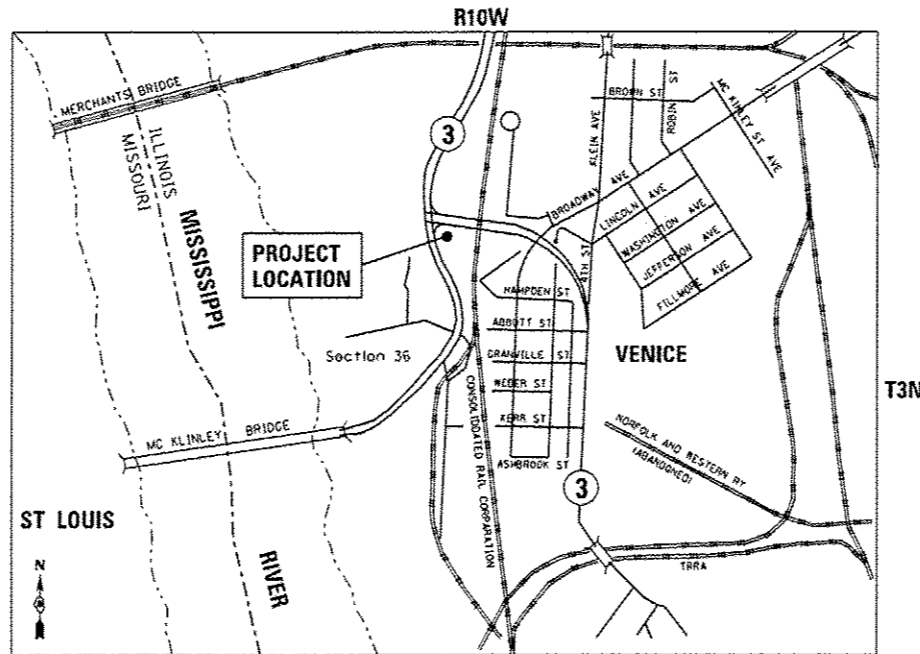 R10W
MERCHANTS BRIDGE
ILLINOIS
MISSOURI
MISSISSIPPI
RIVER
3
PROJECT
LOCATION
BROWN ST
ROBIN ST
MC KINLEY ST AVE
KLEIN AVE
BROADWAY AVE
LINCOLN AVE
WASHINGTON AVE
JEFFERSON AVE
FILLMORE AVE
4TH ST
HAMPDEN ST
ABBOTT ST
GRANVILLE ST
WEBER ST
KERR ST
ASHBROOK ST
VENICE
T3N
Section 36
MC KLINLEY BRIDGE
CONSOLIDDATED RAIL CORPARATION
NORFOLK AND WESTERN RY
(ABANDONED)
3
TRRA
ST LOUIS
N